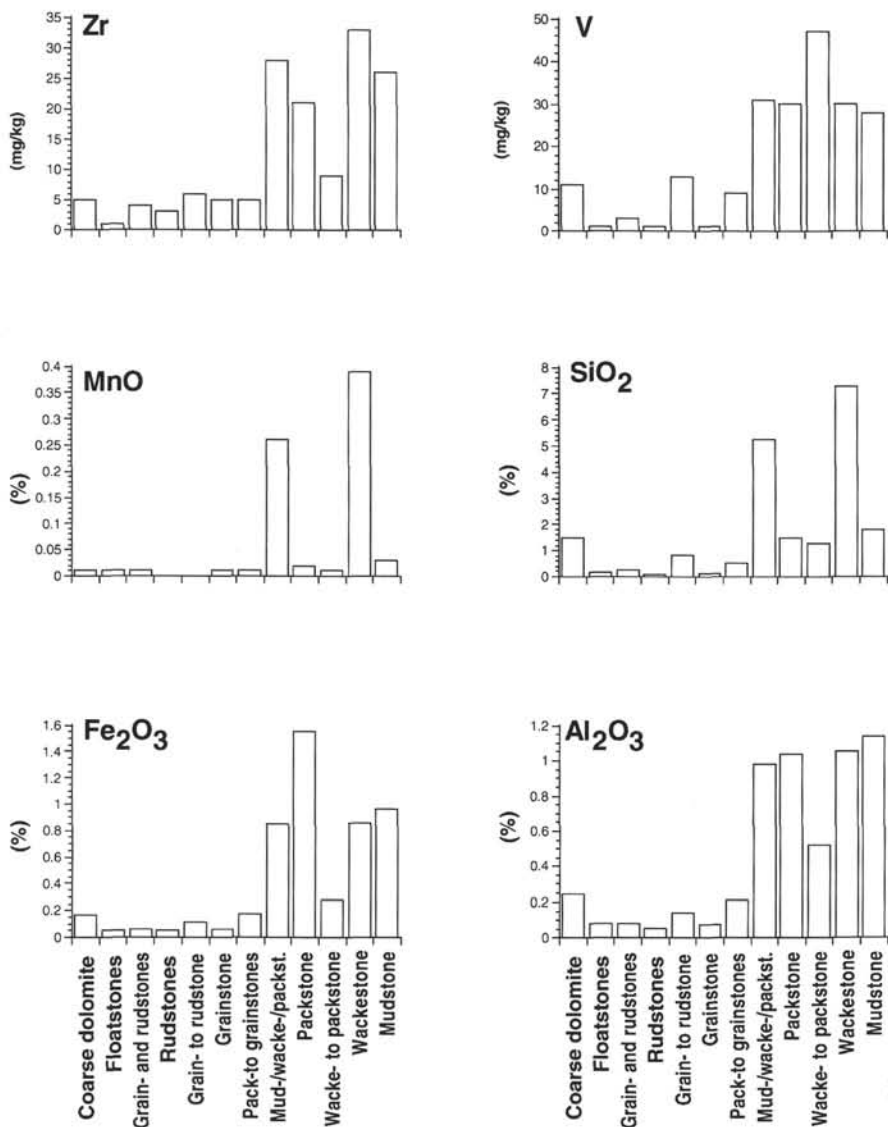 Zr
(mg/kg)
35
30
25
20
15
10
5
0
V
(mg/kg)
50
40
30
20
10
0
MnO
(%)
0.4
0.35
0.3
0.25
0.2
0.15
0.1
0.05
0
SiO2
(%)
8
7
6
5
4
3
2
1
0
Fe2O3
(%)
1.6
1.4
1.2
1
0.8
0.6
0.4
0.2
0
Coarse dolomite
Floatstones
Grain- and rudstones
Rudstones
Grain- to rudstone
Grainstone
Pack-to grainstones
Mud-/wacke-/packst.
Packstone
Wacke- to packstone
Wackestone
Mudstone
Al2O3
(%)
1.2
1
0.8
0.6
0.4
0.2
0
Coarse dolomite
Floatstones
Grain- and rudstones
Rudstones
Grain- to rudstone
Grainstone
Pack-to grainstones
Mud-/wacke-/packst.
Packstone
Wacke- to packstone
Wackestone
Mudstone